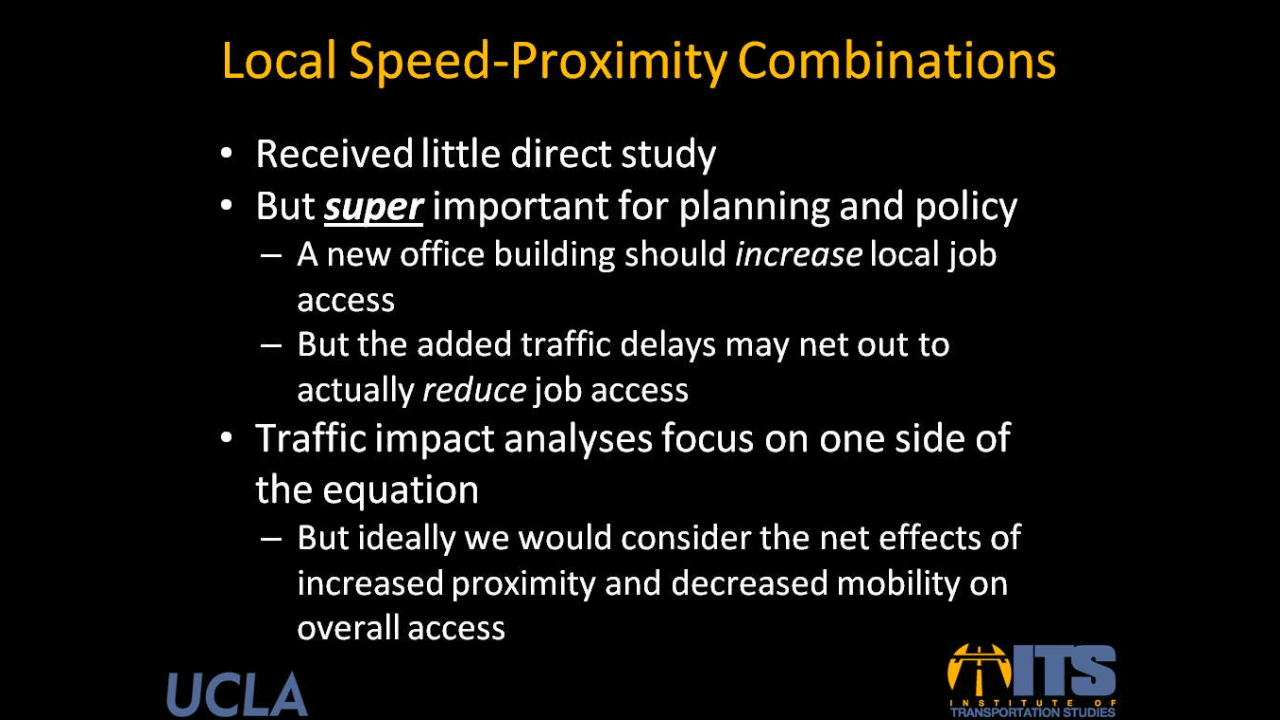 Local Speed-Proximity Combinations
• Received little direct study
• But super important for planning and policy
– A new office building should increase local job
access
– But the added traffic delays may net out to
actually reduce job access
• Traffic impact analyses focus on one side of
the equation
– But ideally we would consider the net effects of
increased proximity and decreased mobility on
overall access
UCLA
ITS
INSTITUTE OF
TRANSPORTATION STUDIES